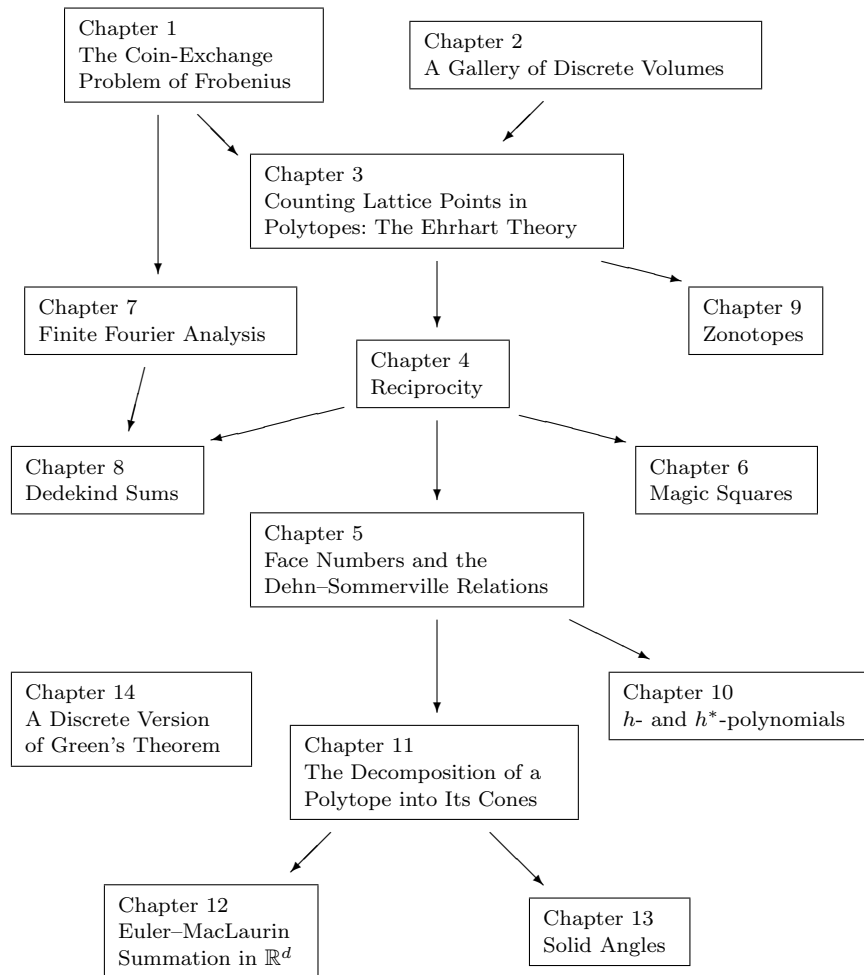 Chapter 1
The Coin-Exchange
Problem of Frobenius
Chapter 2
A Gallery of Discrete Volumes
Chapter 3
Counting Lattice Points in
Polytopes: The Ehrhart Theory
Chapter 7
Finite Fourier Analysis
Chapter 9
Zonotopes
Chapter 4
Reciprocity
Chapter 8
Dedekind Sums
Chapter 6
Magic Squares
Chapter 5
Face Numbers and the
Dehn–Sommerville Relations
Chapter 14
A Discrete Version
of Green's Theorem
Chapter 10
h- and h*-polynomials
Chapter 11
The Decomposition of a
Polytope into Its Cones
Chapter 12
Euler–MacLaurin
Summation in ℝᵈ
Chapter 13
Solid Angles